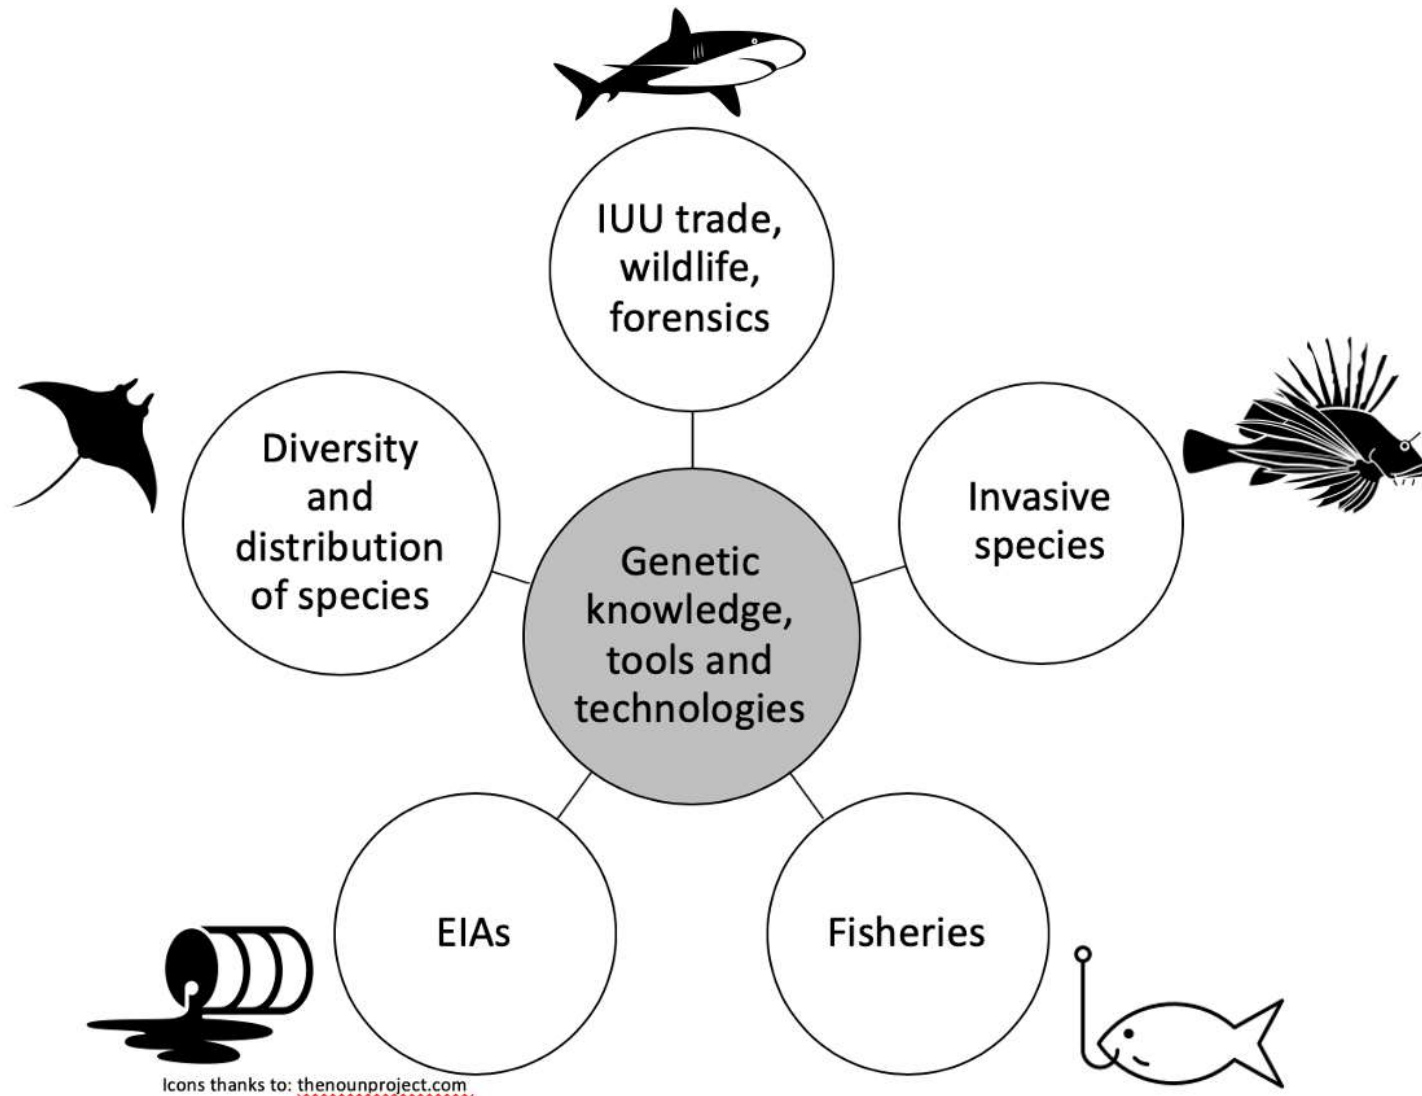 IUU trade,
wildlife,
forensics
Diversity
and
distribution
of species
Invasive
species
Genetic
knowledge,
tools and
technologies
EIAs
Fisheries
Icons thanks to: thenounproject.com